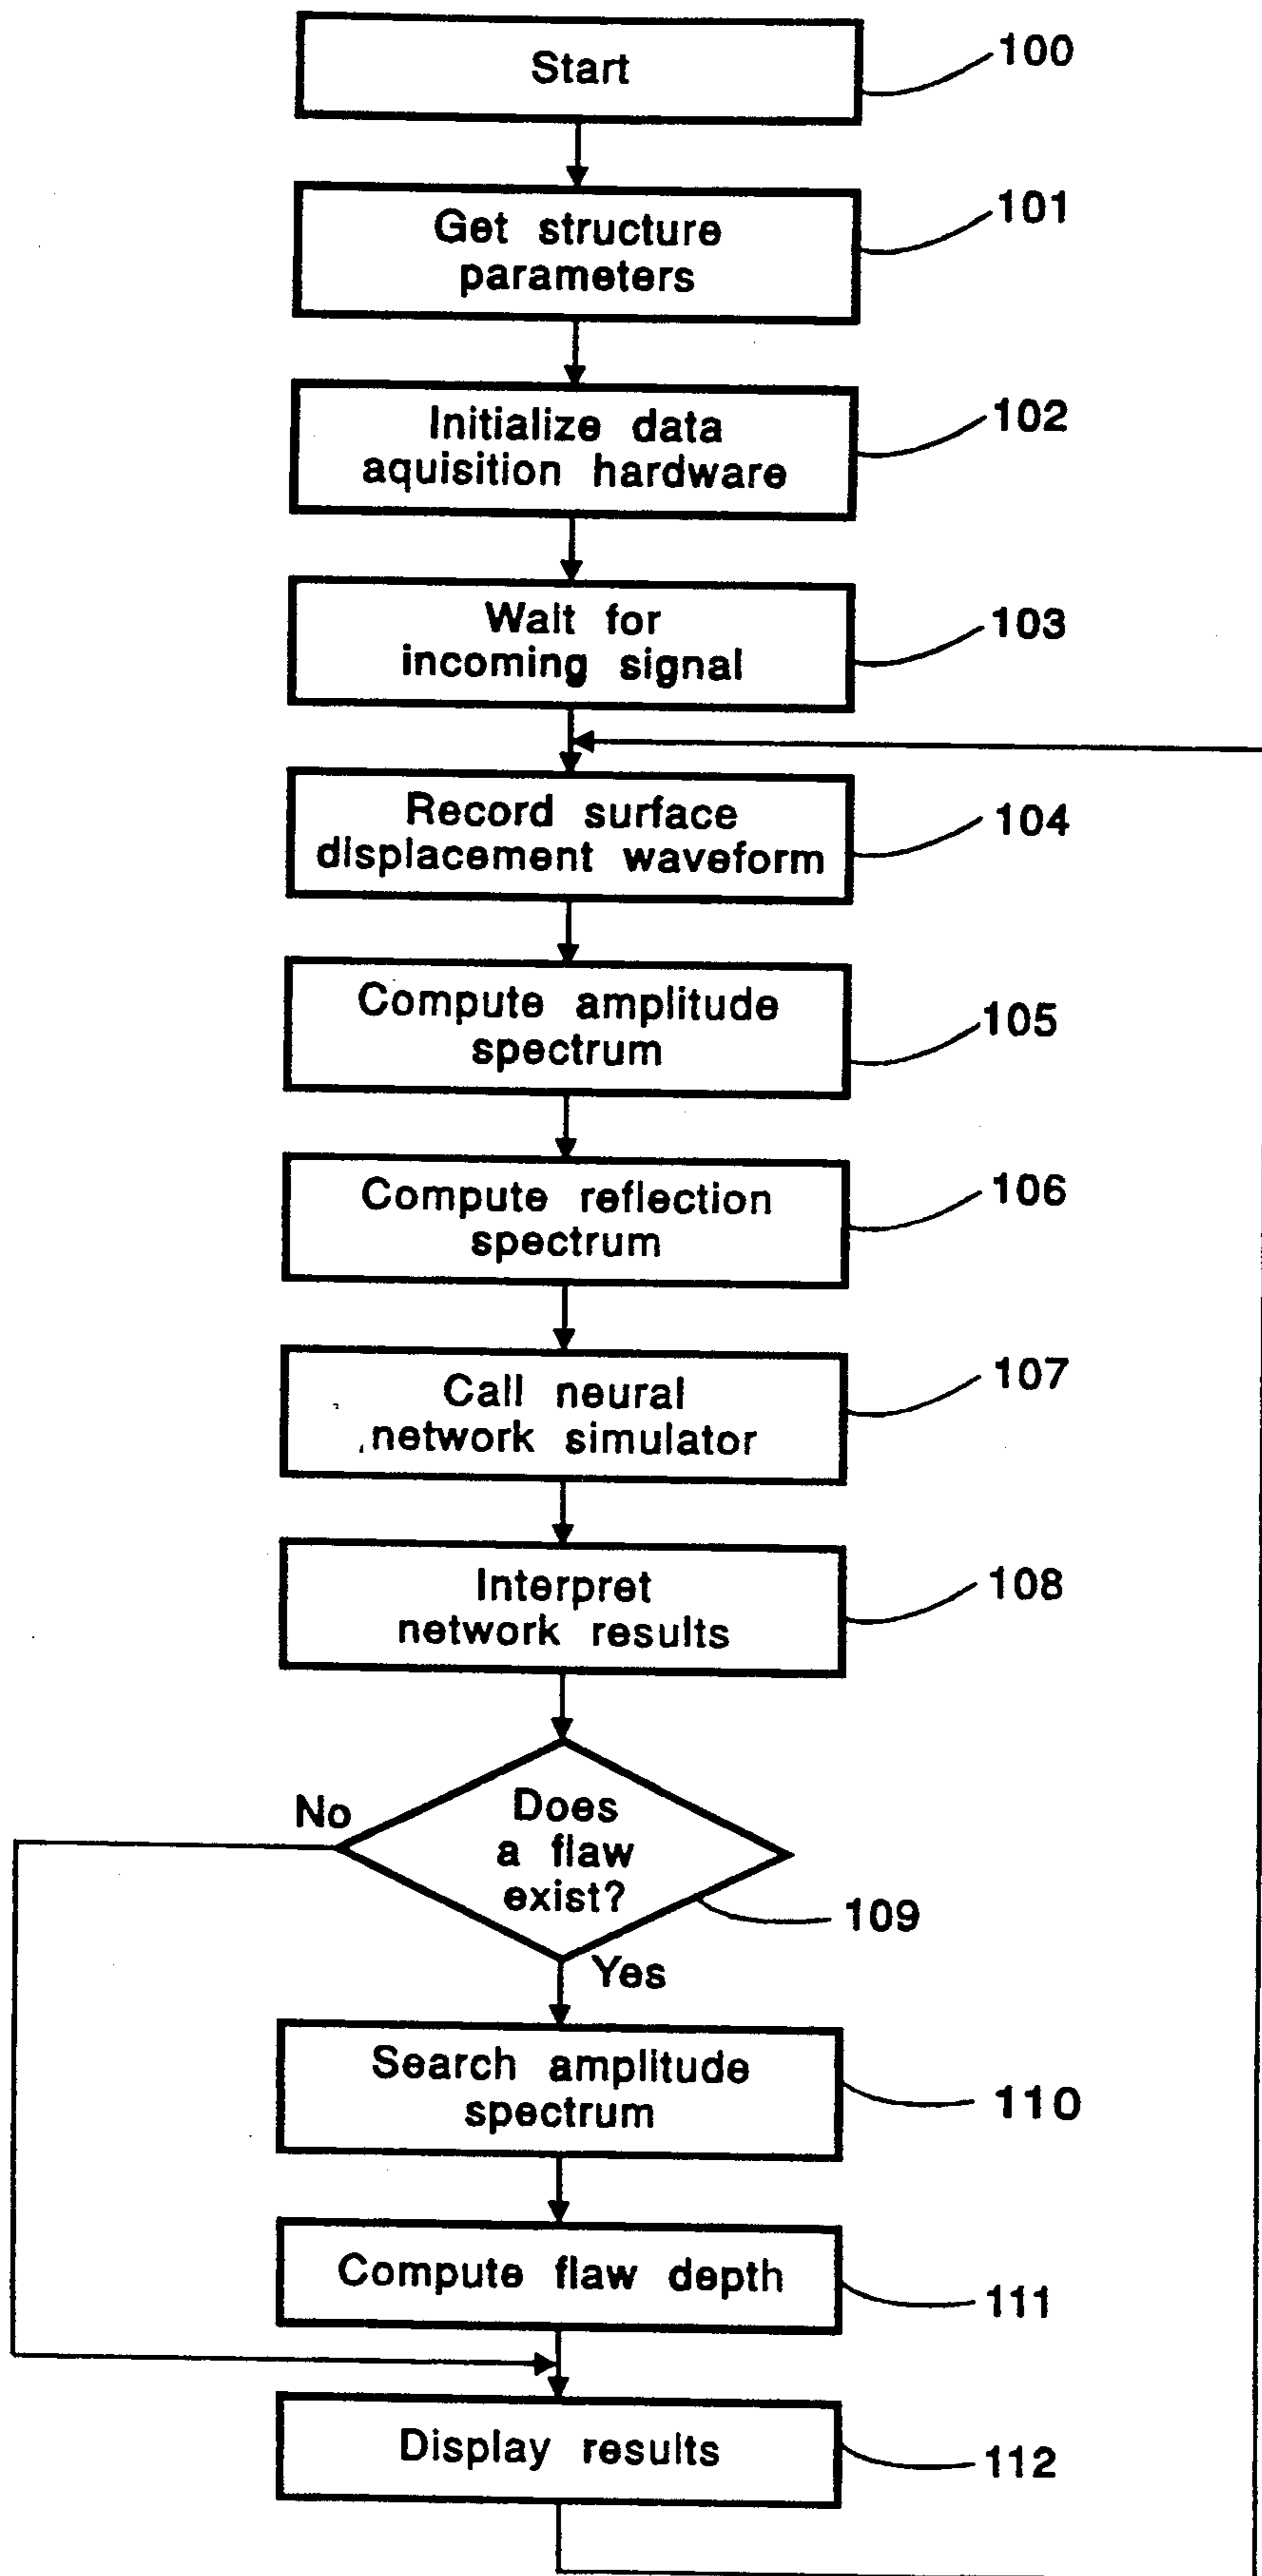 Start
100
Get structure
parameters
101
Initialize data
aquisition hardware
102
Wait for
incoming signal
103
Record surface
displacement waveform
104
Compute amplitude
spectrum
105
Compute reflection
spectrum
106
Call neural
network simulator
107
Interpret
network results
108
No
Does
a flaw
exist?
109
Yes
Search amplitude
spectrum
110
Compute flaw depth
111
Display results
112